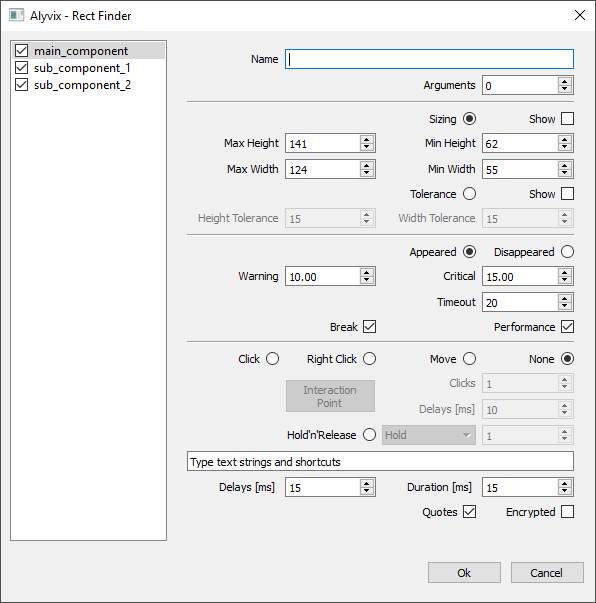 Alyvix - Rect Finder
main_component
sub_component_1
sub_component_2
Name
Arguments 0
Sizing Show
Max Height 141 Min Height 62
Max Width 124 Min Width 55
Tolerance Show
Height Tolerance 15 Width Tolerance 15
Appeared Disappeared
Warning 10.00 Critical 15.00
Timeout 20
Break Performance
Click Right Click Move None
Interaction
Point
Clicks 1
Delays [ms] 10
Hold'n'Release Hold 1
Type text strings and shortcuts
Delays [ms] 15 Duration [ms] 15
Quotes Encrypted
Ok Cancel